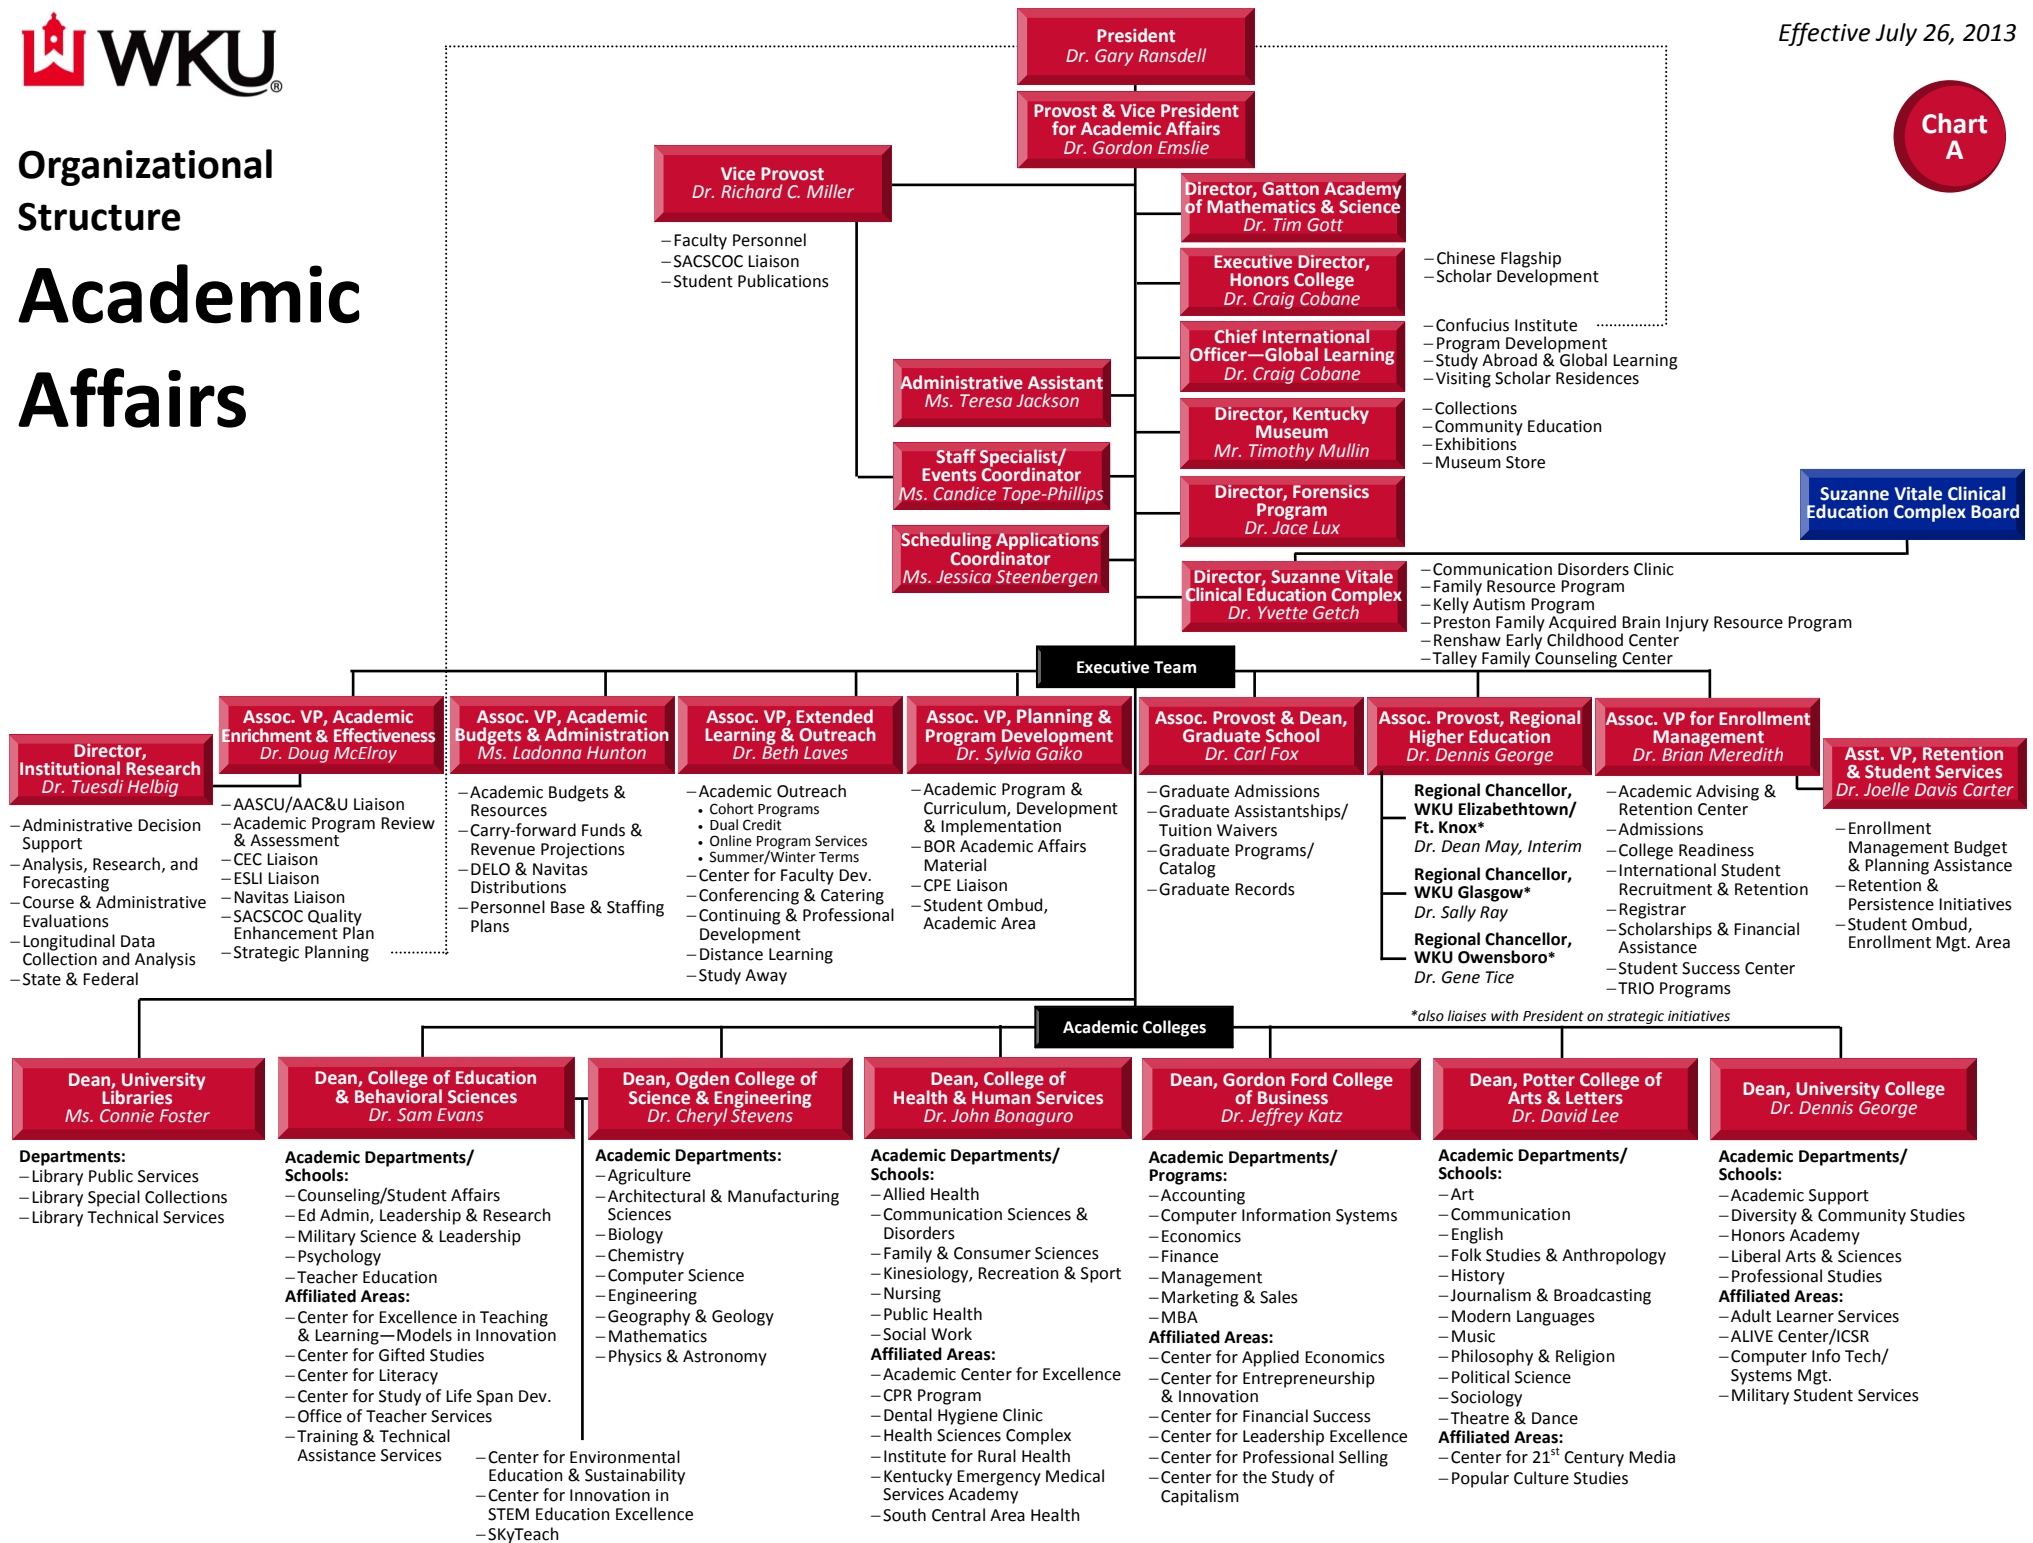 WKU®
Effective July 26, 2013
Chart
A
Organizational
Structure
Academic
Affairs
President
Dr. Gary Ransdell
Provost & Vice President
for Academic Affairs
Dr. Gordon Emslie
Vice Provost
Dr. Richard C. Miller
–Faculty Personnel
–SACSCOC Liaison
–Student Publications
Director, Gatton Academy
of Mathematics & Science
Dr. Tim Gott
Executive Director,
Honors College
Dr. Craig Cobane
–Chinese Flagship
–Scholar Development
Chief International
Officer—Global Learning
Dr. Craig Cobane
–Confucius Institute
–Program Development
–Study Abroad & Global Learning
–Visiting Scholar Residences
Administrative Assistant
Ms. Teresa Jackson
Director, Kentucky
Museum
Mr. Timothy Mullin
–Collections
–Community Education
–Exhibitions
–Museum Store
Staff Specialist/
Events Coordinator
Ms. Candice Tope-Phillips
Director, Forensics
Program
Dr. Jace Lux
Suzanne Vitale Clinical
Education Complex Board
Scheduling Applications
Coordinator
Ms. Jessica Steenbergen
Director, Suzanne Vitale
Clinical Education Complex
Dr. Yvette Getch
–Communication Disorders Clinic
–Family Resource Program
–Kelly Autism Program
–Preston Family Acquired Brain Injury Resource Program
–Renshaw Early Childhood Center
–Talley Family Counseling Center
Executive Team
Director,
Institutional Research
Dr. Tuesdi Helbig
–Administrative Decision
Support
–Analysis, Research, and
Forecasting
–Course & Administrative
Evaluations
–Longitudinal Data
Collection and Analysis
–State & Federal
Assoc. VP, Academic
Enrichment & Effectiveness
Dr. Doug McElroy
–AASCU/AAC&U Liaison
–Academic Program Review
& Assessment
–CEC Liaison
–ESLI Liaison
–Navitas Liaison
–SACSCOC Quality
Enhancement Plan
–Strategic Planning
Assoc. VP, Academic
Budgets & Administration
Ms. Ladonna Hunton
–Academic Budgets &
Resources
–Carry-forward Funds &
Revenue Projections
–DELO & Navitas
Distributions
–Personnel Base & Staffing
Plans
Assoc. VP, Extended
Learning & Outreach
Dr. Beth Laves
–Academic Outreach
• Cohort Programs
• Dual Credit
• Online Program Services
• Summer/Winter Terms
–Center for Faculty Dev.
–Conferencing & Catering
–Continuing & Professional
Development
–Distance Learning
–Study Away
Assoc. VP, Planning &
Program Development
Dr. Sylvia Gaiko
–Academic Program &
Curriculum, Development
& Implementation
–BOR Academic Affairs
Material
–CPE Liaison
–Student Ombud,
Academic Area
Assoc. Provost & Dean,
Graduate School
Dr. Carl Fox
–Graduate Admissions
–Graduate Assistantships/
Tuition Waivers
–Graduate Programs/
Catalog
–Graduate Records
Assoc. Provost, Regional
Higher Education
Dr. Dennis George
Regional Chancellor,
WKU Elizabethtown/
Ft. Knox*
Dr. Dean May, Interim
Regional Chancellor,
WKU Glasgow*
Dr. Sally Ray
Regional Chancellor,
WKU Owensboro*
Dr. Gene Tice
*also liaises with President on strategic initiatives
Assoc. VP for Enrollment
Management
Dr. Brian Meredith
–Academic Advising &
Retention Center
–Admissions
–College Readiness
–International Student
Recruitment & Retention
–Registrar
–Scholarships & Financial
Assistance
–Student Success Center
–TRIO Programs
Asst. VP, Retention
& Student Services
Dr. Joelle Davis Carter
–Enrollment
Management Budget
& Planning Assistance
–Retention &
Persistence Initiatives
–Student Ombud,
Enrollment Mgt. Area
Academic Colleges
Dean, University
Libraries
Ms. Connie Foster
Departments:
–Library Public Services
–Library Special Collections
–Library Technical Services
Dean, College of Education
& Behavioral Sciences
Dr. Sam Evans
Academic Departments/
Schools:
–Counseling/Student Affairs
–Ed Admin, Leadership & Research
–Military Science & Leadership
–Psychology
–Teacher Education
Affiliated Areas:
–Center for Excellence in Teaching
& Learning—Models in Innovation
–Center for Gifted Studies
–Center for Literacy
–Center for Study of Life Span Dev.
–Office of Teacher Services
–Training & Technical
Assistance Services
–Center for Environmental
Education & Sustainability
–Center for Innovation in
STEM Education Excellence
–SKyTeach
Dean, Ogden College of
Science & Engineering
Dr. Cheryl Stevens
Academic Departments:
–Agriculture
–Architectural & Manufacturing
Sciences
–Biology
–Chemistry
–Computer Science
–Engineering
–Geography & Geology
–Mathematics
–Physics & Astronomy
Dean, College of
Health & Human Services
Dr. John Bonaguro
Academic Departments/
Schools:
–Allied Health
–Communication Sciences &
Disorders
–Family & Consumer Sciences
–Kinesiology, Recreation & Sport
–Nursing
–Public Health
–Social Work
Affiliated Areas:
–Academic Center for Excellence
–CPR Program
–Dental Hygiene Clinic
–Health Sciences Complex
–Institute for Rural Health
–Kentucky Emergency Medical
Services Academy
–South Central Area Health
Dean, Gordon Ford College
of Business
Dr. Jeffrey Katz
Academic Departments/
Programs:
–Accounting
–Computer Information Systems
–Economics
–Finance
–Management
–Marketing & Sales
–MBA
Affiliated Areas:
–Center for Applied Economics
–Center for Entrepreneurship
& Innovation
–Center for Financial Success
–Center for Leadership Excellence
–Center for Professional Selling
–Center for the Study of
Capitalism
Dean, Potter College of
Arts & Letters
Dr. David Lee
Academic Departments/
Schools:
–Art
–Communication
–English
–Folk Studies & Anthropology
–History
–Journalism & Broadcasting
–Modern Languages
–Music
–Philosophy & Religion
–Political Science
–Sociology
–Theatre & Dance
Affiliated Areas:
–Center for 21st Century Media
–Popular Culture Studies
Dean, University College
Dr. Dennis George
Academic Departments/
Schools:
–Academic Support
–Diversity & Community Studies
–Honors Academy
–Liberal Arts & Sciences
–Professional Studies
Affiliated Areas:
–Adult Learner Services
–ALIVE Center/ICSR
–Computer Info Tech/
Systems Mgt.
–Military Student Services